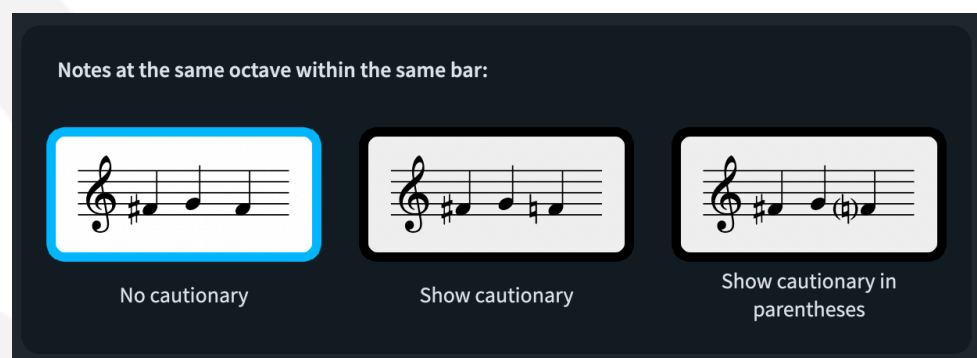 Notes at the same octave within the same bar:
No cautionary
Show cautionary
Show cautionary in
parentheses